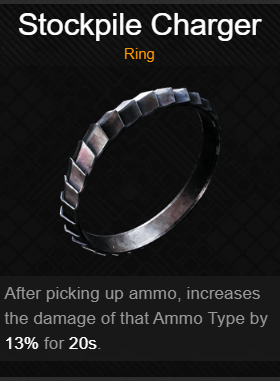 Stockpile Charger
Ring
After picking up ammo, increases
the damage of that Ammo Type by
13% for 20s.